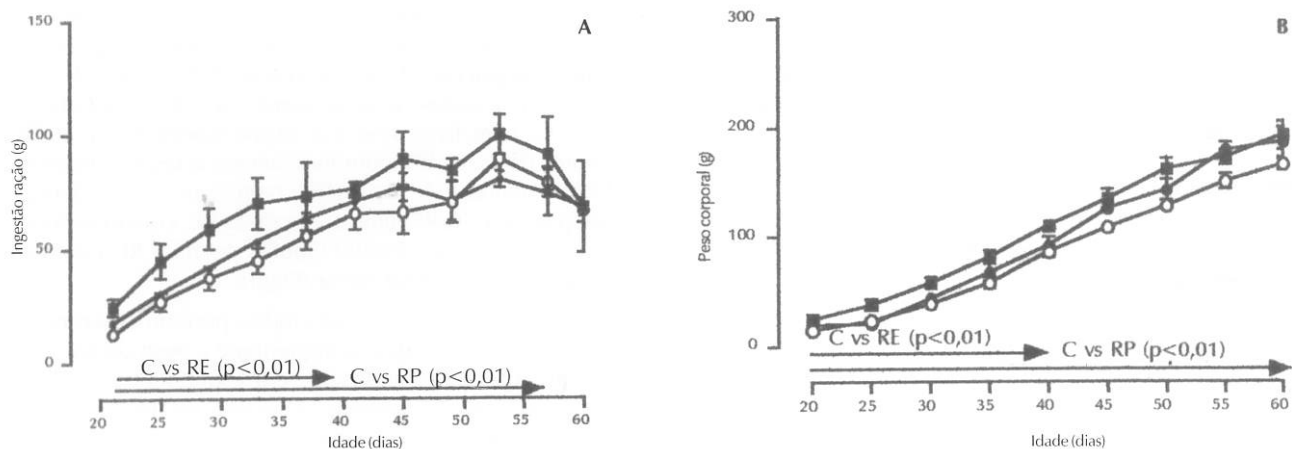 150
A
100
50
0
Ingestão ração (g)
C vs RE (p<0,01)
C vs RP (p<0,01)
20 25 30 35 40 45 50 55 60
Idade (dias)
300
B
200
100
0
Peso corporal (g)
C vs RE (p<0,01)
C vs RP (p<0,01)
20 25 30 35 40 45 50 55 60
Idade (dias)